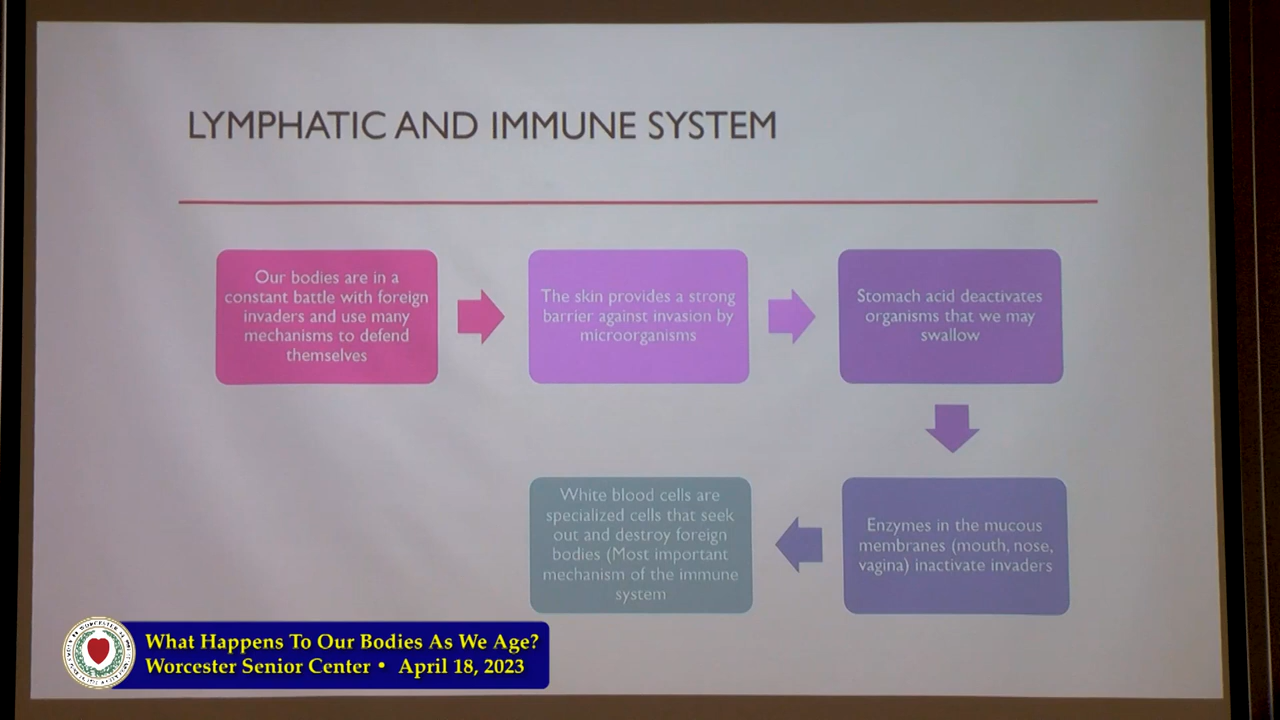 LYMPHATIC AND IMMUNE SYSTEM
Our bodies are in a
constant battle with foreign
invaders and use many
mechanisms to defend
themselves
The skin provides a strong
barrier against invasion by
microorganisms
Stomach acid deactivates
organisms that we may
swallow
Enzymes in the mucous
membranes (mouth, nose,
vagina) inactivate invaders
White blood cells are
specialized cells that seek
out and destroy foreign
bodies (Most important
mechanism of the immune
system
What Happens To Our Bodies As We Age?
Worcester Senior Center • April 18, 2023